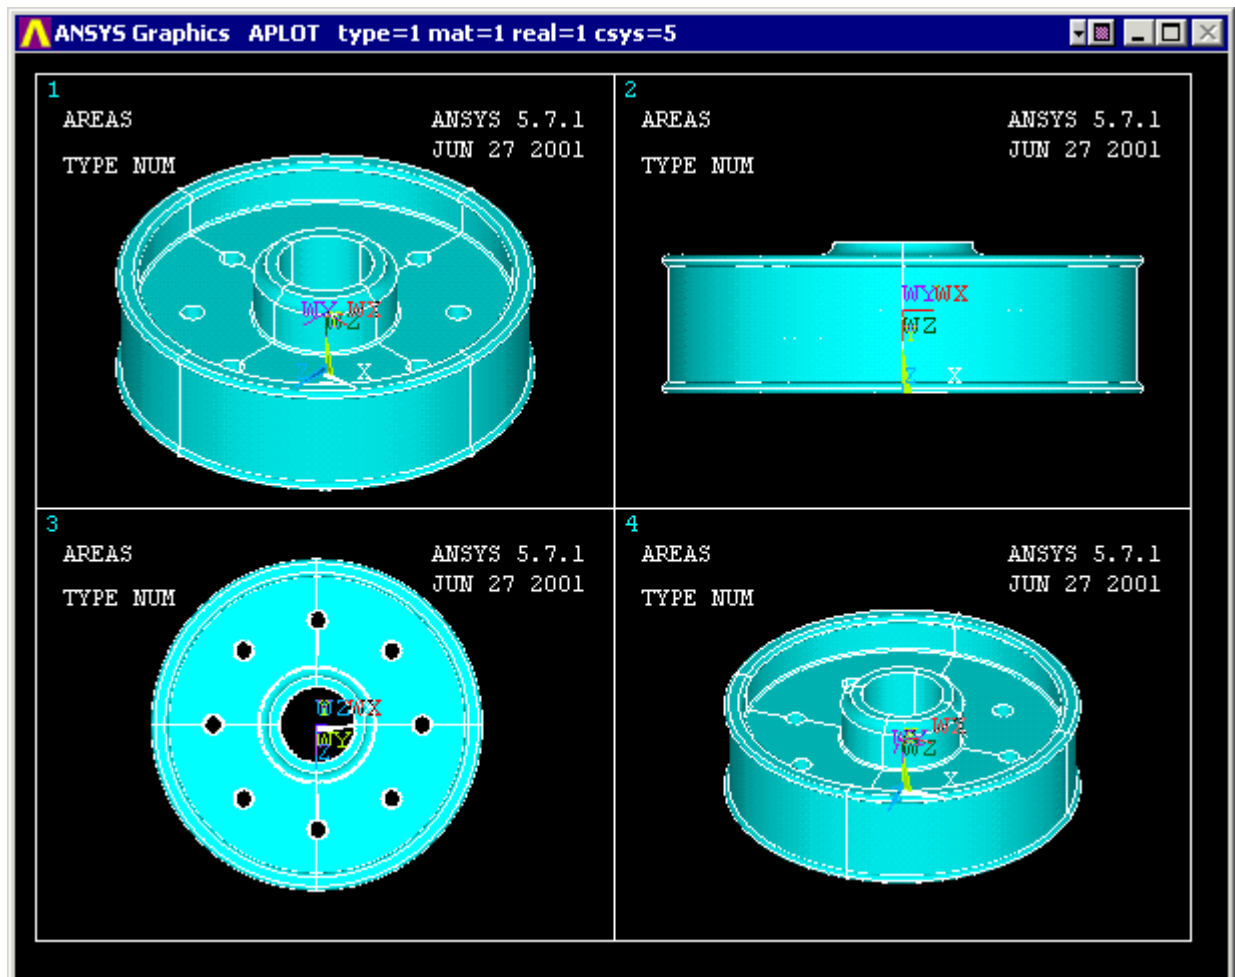 ANSYS Graphics APLOT type=1 mat=1 real=1 csys=5
1
AREAS
TYPE NUM
ANSYS 5.7.1
JUN 27 2001
WY WX
WZ
Z X
2
AREAS
TYPE NUM
ANSYS 5.7.1
JUN 27 2001
WYWX
WZ
Y
Z X
3
AREAS
TYPE NUM
ANSYS 5.7.1
JUN 27 2001
WZ WX
WY
Z
4
AREAS
TYPE NUM
ANSYS 5.7.1
JUN 27 2001
WY WX
WZ
X